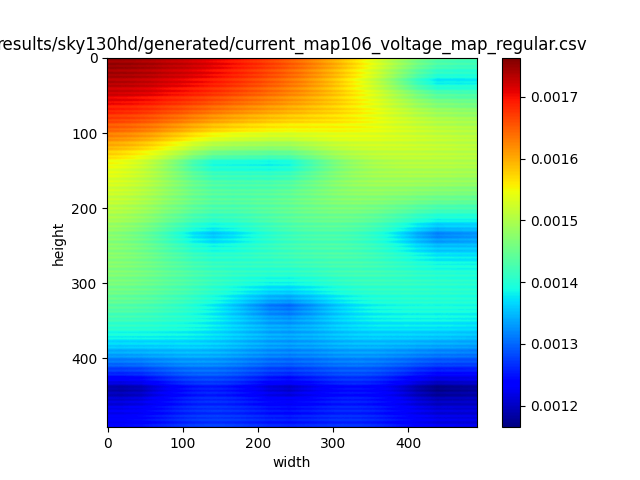 results/sky130hd/generated/current_map106_voltage_map_regular.csv
0
100
200
300
400
height
0 100 200 300 400
width
0.0017
0.0016
0.0015
0.0014
0.0013
0.0012